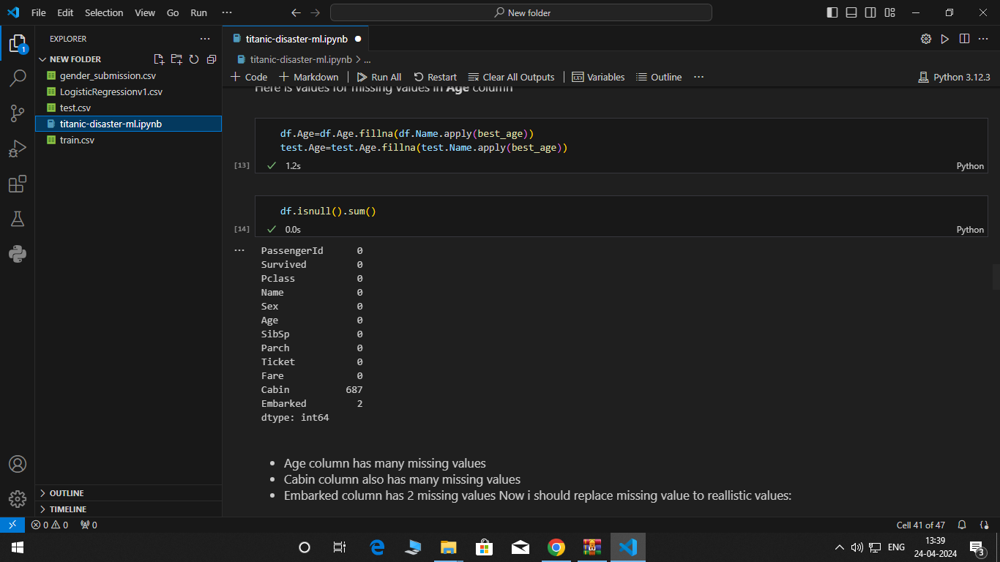 File Edit Selection View Go Run ···
New folder
EXPLORER
NEW FOLDER
gender_submission.csv
LogisticRegressionv1.csv
test.csv
titanic-disaster-ml.ipynb
train.csv
OUTLINE
TIMELINE
1
titanic-disaster-ml.ipynb
titanic-disaster-ml.ipynb > ...
+ Code + Markdown Run All Restart Clear All Outputs Variables Outline ··· Python 3.12.3
Here is values for missing values in Age column
df.Age=df.Age.fillna(df.Name.apply(best_age))
test.Age=test.Age.fillna(test.Name.apply(best_age))
[13] 1.2s Python
df.isnull().sum()
[14] 0.0s Python
PassengerId 0
Survived 0
Pclass 0
Name 0
Sex 0
Age 0
SibSp 0
Parch 0
Ticket 0
Fare 0
Cabin 687
Embarked 2
dtype: int64
• Age column has many missing values
• Cabin column also has many missing values
• Embarked column has 2 missing values Now i should replace missing value to reallistic values:
0 0 0 Cell 41 of 47
ENG 13:39
24-04-2024
3